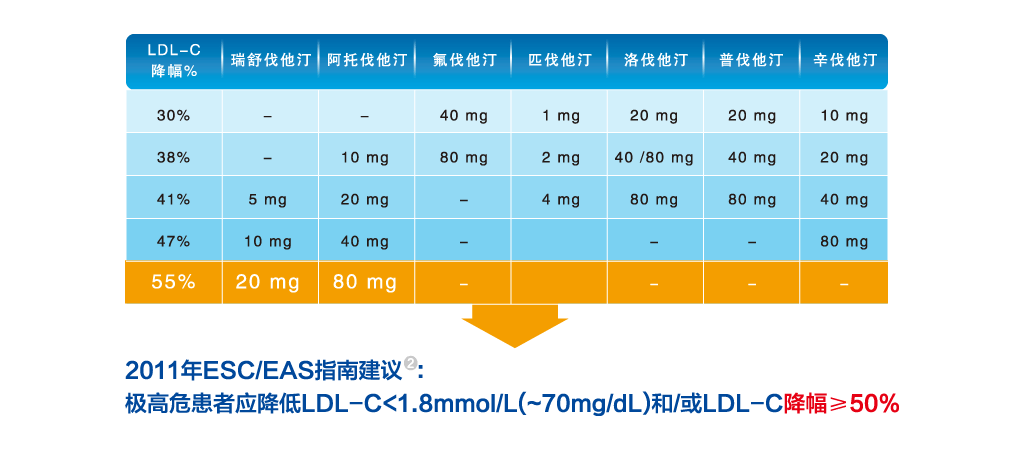 LDL-C 降幅% 瑞舒伐他汀 阿托伐他汀 氟伐他汀 匹伐他汀 洛伐他汀 普伐他汀 辛伐他汀
30% – – 40 mg 1 mg 20 mg 20 mg 10 mg
38% – 10 mg 80 mg 2 mg 40 /80 mg 40 mg 20 mg
41% 5 mg 20 mg – 4 mg 80 mg 80 mg 40 mg
47% 10 mg 40 mg – – – 80 mg
55% 20 mg 80 mg – – – –
2011年ESC/EAS指南建议②:
极高危患者应降低LDL-C<1.8mmol/L(~70mg/dL)和/或LDL-C降幅≥50%